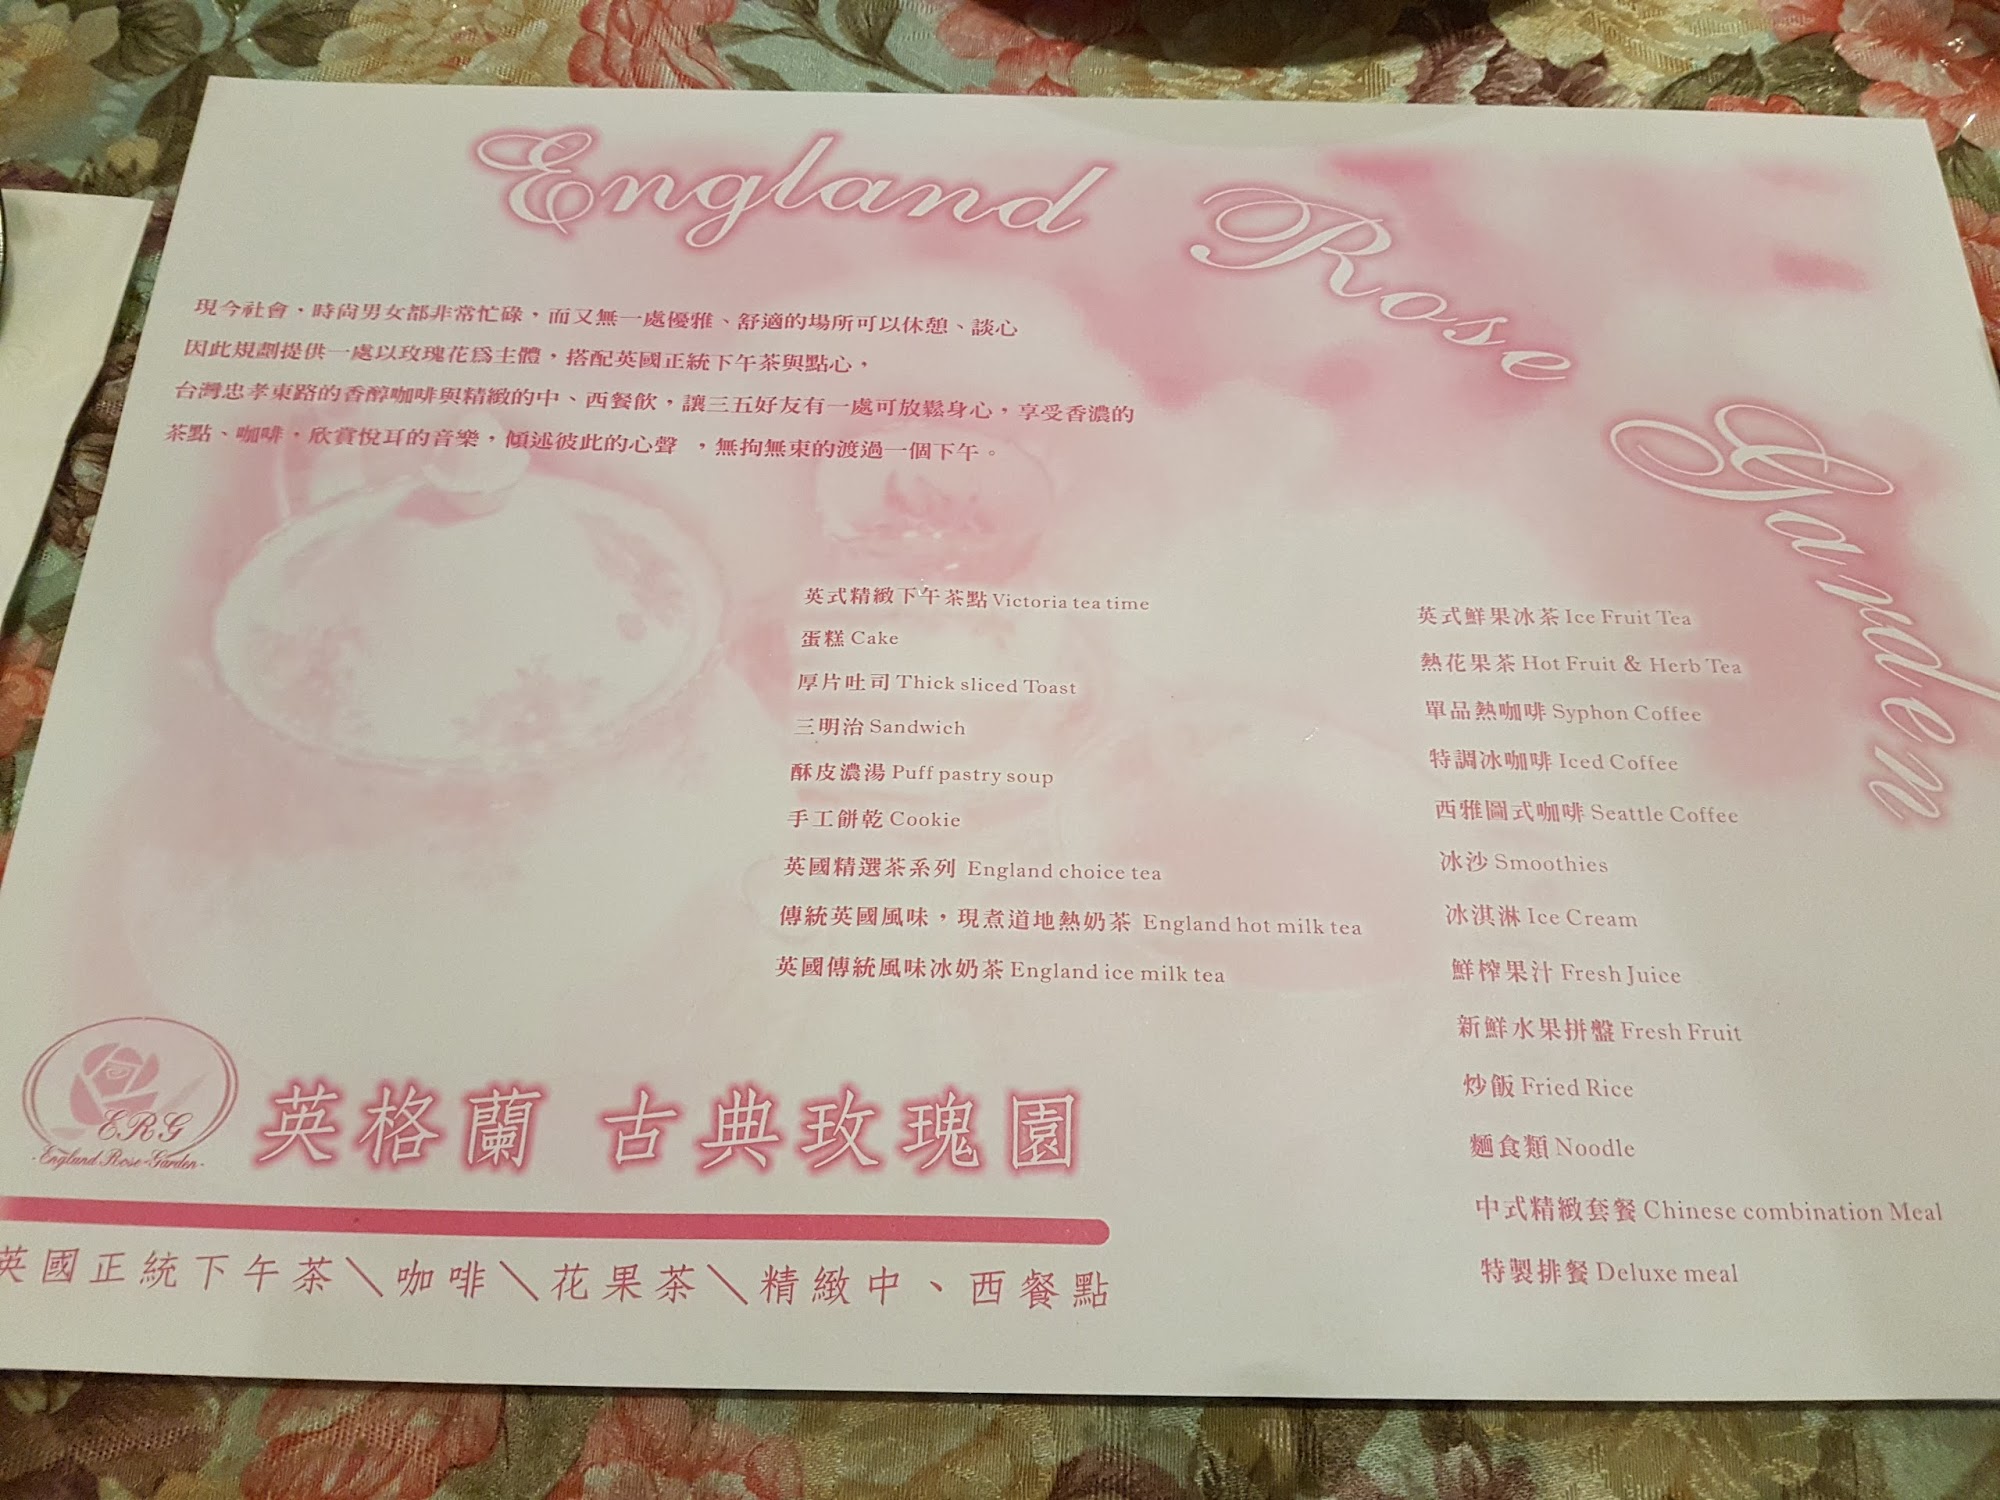 England Rose Garden
現今社會，時尚男女都非常忙碌，而又無一處優雅、舒適的場所可以休憩、談心
因此規劃提供一處以玫瑰花爲主體，搭配英國正統下午茶與點心，
台灣忠孝東路的香醇咖啡與精緻的中、西餐飲，讓三五好友有一處可放鬆身心，享受香濃的
茶點、咖啡，欣賞悅耳的音樂，傾述彼此的心聲 ，無拘無束的渡過一個下午。
英式精緻下午茶點 Victoria tea time
蛋糕 Cake
厚片吐司 Thick sliced Toast
三明治 Sandwich
酥皮濃湯 Puff pastry soup
手工餅乾 Cookie
英國精選茶系列 England choice tea
傳統英國風味，現煮道地熱奶茶 England hot milk tea
英國傳統風味冰奶茶 England ice milk tea
英式鮮果冰茶 Ice Fruit Tea
熱花果茶 Hot Fruit & Herb Tea
單品熱咖啡 Syphon Coffee
特調冰咖啡 Iced Coffee
西雅圖式咖啡 Seattle Coffee
冰沙 Smoothies
冰淇淋 Ice Cream
鮮榨果汁 Fresh Juice
新鮮水果拼盤 Fresh Fruit
炒飯 Fried Rice
麵食類 Noodle
中式精緻套餐 Chinese combination Meal
特製排餐 Deluxe meal
ERG
·England Rose Garden·
英格蘭 古典玫瑰園
英國正統下午茶＼咖啡＼花果茶＼精緻中、西餐點